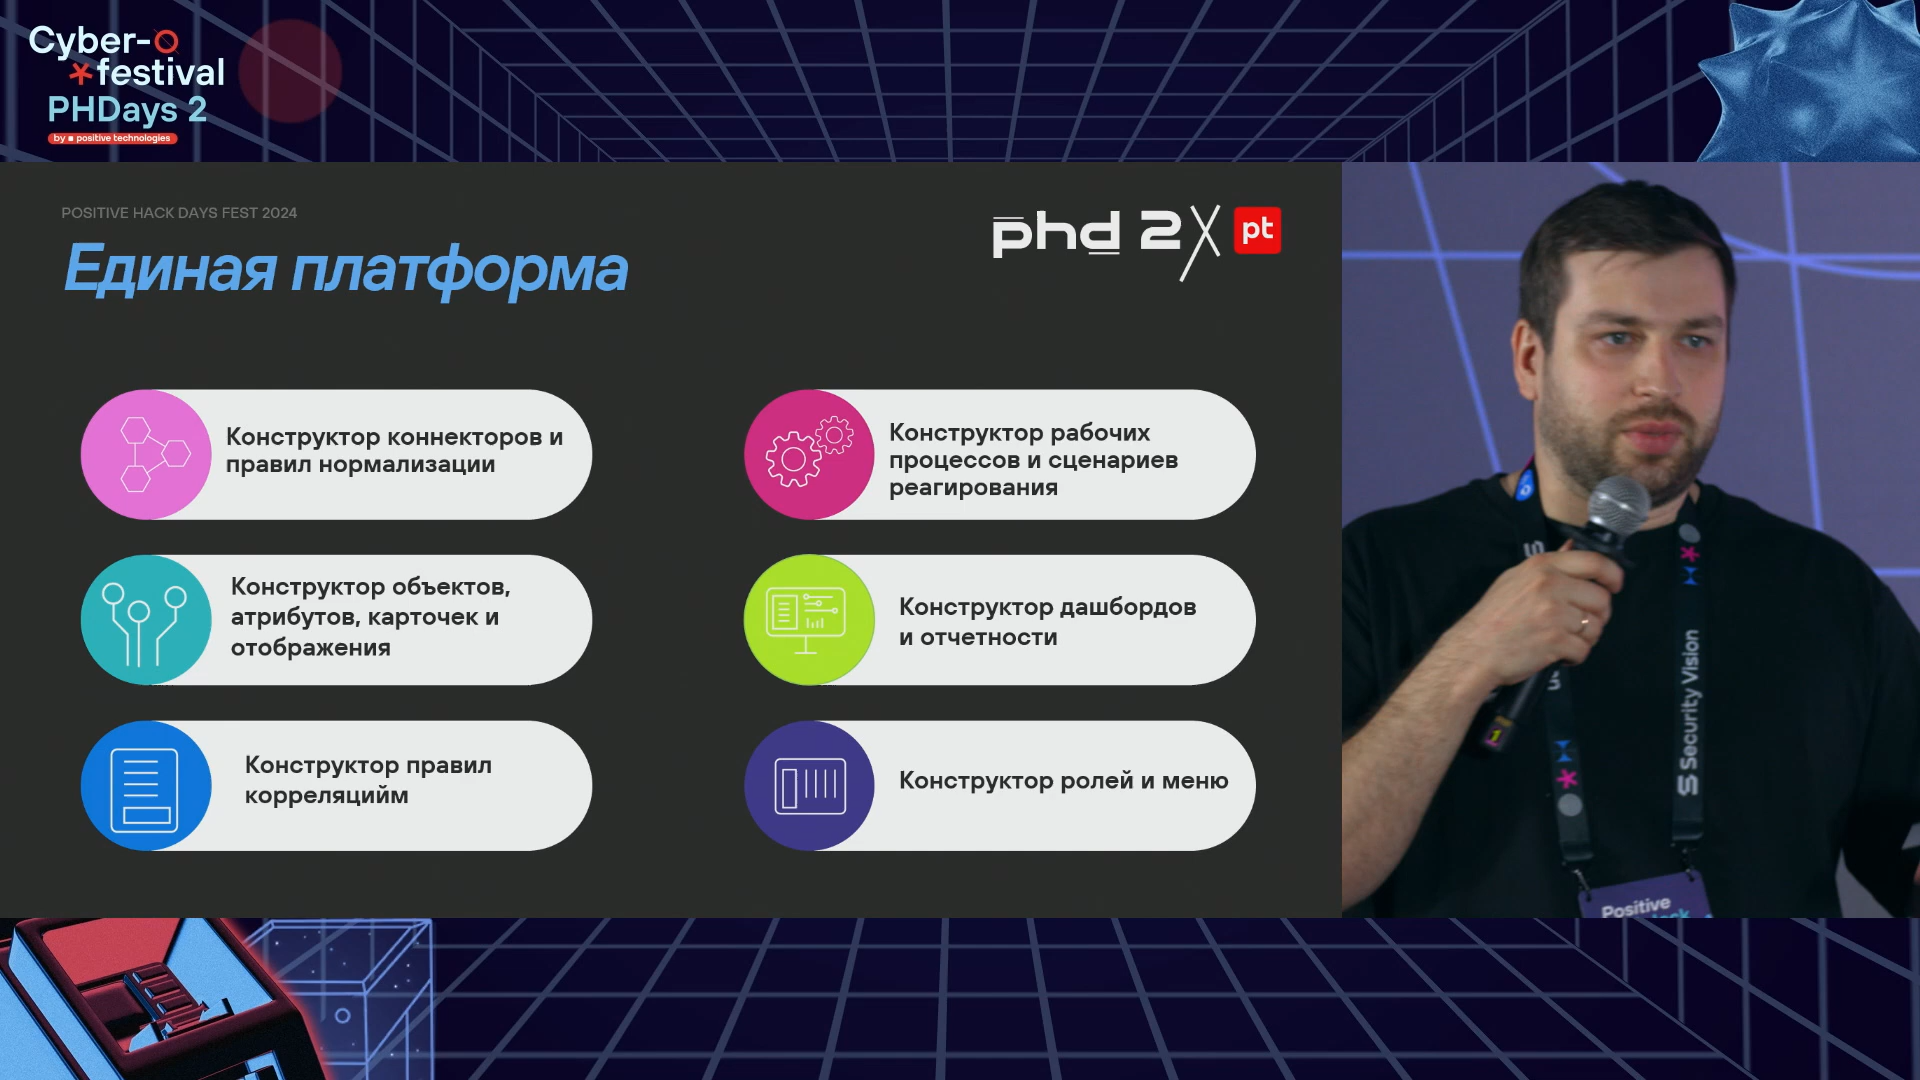 Cyber-
festival
PHDays 2
by positive technologies
POSITIVE HACK DAYS FEST 2024
Единая платформа
phd 2
pt
Конструктор коннекторов и
правил нормализации
Конструктор объектов,
атрибутов, карточек и
отображения
Конструктор правил
корреляцийм
Конструктор рабочих
процессов и сценариев
реагирования
Конструктор дашбордов
и отчетности
Конструктор ролей и меню
Security Vision
1
Positive